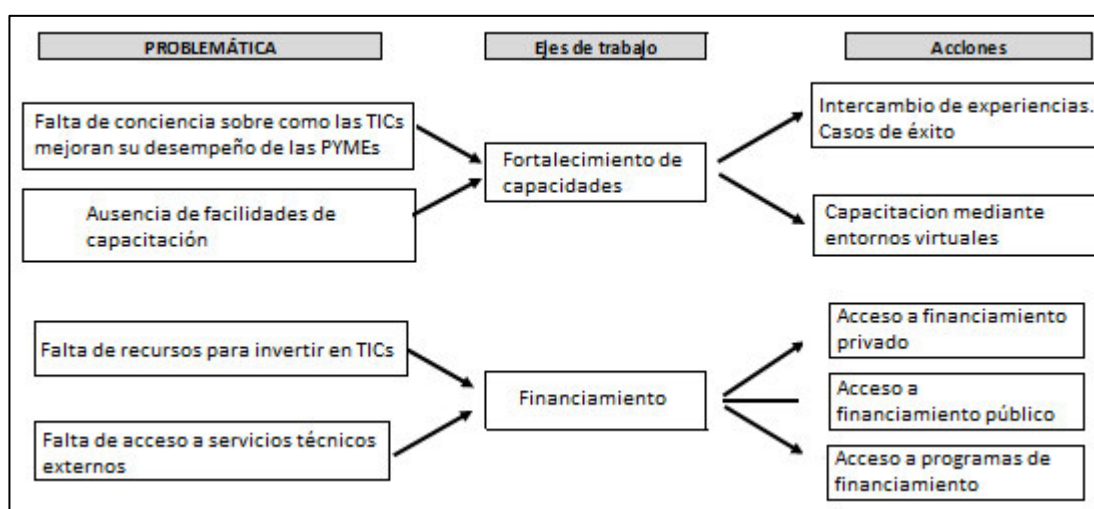 PROBLEMÁTICA
Ejes de trabajo
Acciones
Falta de conciencia sobre como las TICs
mejoran su desempeño de las PYMEs
Ausencia de facilidades de
capacitación
Fortalecimiento de
capacidades
Intercambio de experiencias.
Casos de éxito
Capacitacion mediante
entornos virtuales
Falta de recursos para invertir en TICs
Falta de acceso a servicios técnicos
externos
Financiamiento
Acceso a financiamiento
privado
Acceso a
financiamiento público
Acceso a programas de
financiamiento